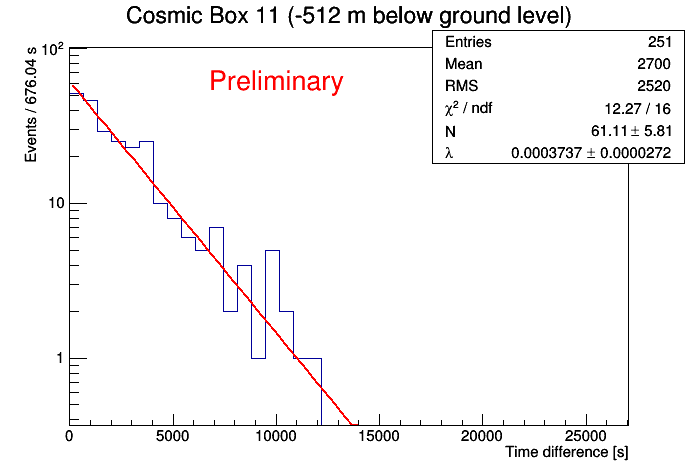 Cosmic Box 11 (-512 m below ground level)
Entries 251
Mean 2700
RMS 2520
χ² / ndf 12.27 / 16
N 61.11 ± 5.81
λ 0.0003737 ± 0.0000272
Preliminary
Events / 676.04 s
10²
10
1
0 5000 10000 15000 20000 25000
Time difference [s]